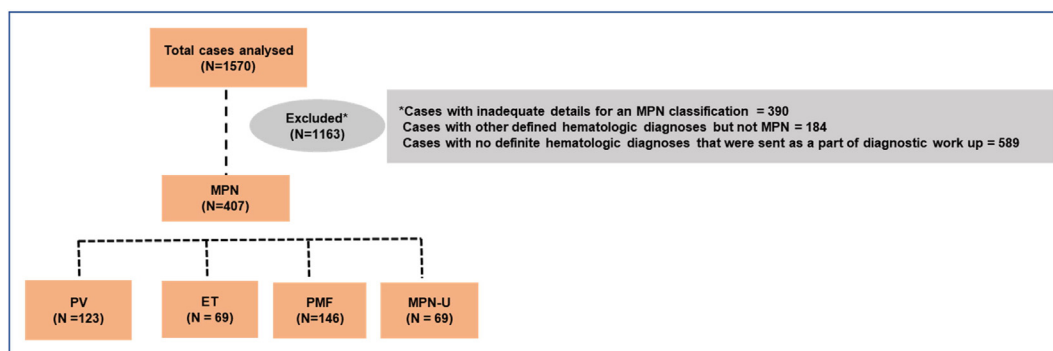 Total cases analysed
(N=1570)
Excluded*
(N=1163)
*Cases with inadequate details for an MPN classification = 390
Cases with other defined hematologic diagnoses but not MPN = 184
Cases with no definite hematologic diagnoses that were sent as a part of diagnostic work up = 589
MPN
(N=407)
PV
(N =123)
ET
(N = 69)
PMF
(N=146)
MPN-U
(N = 69)